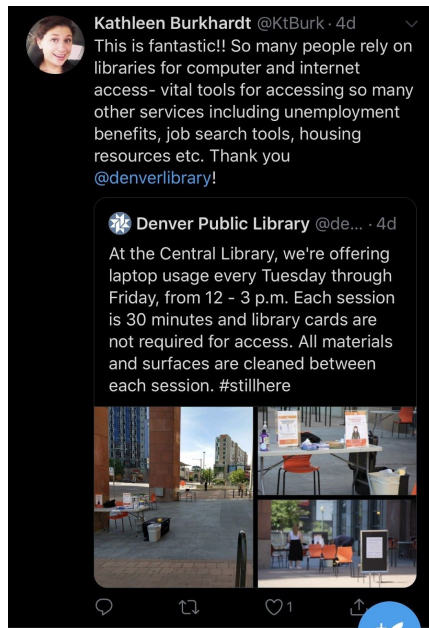 Kathleen Burkhardt @KtBurk · 4d
This is fantastic!! So many people rely on
libraries for computer and internet
access- vital tools for accessing so many
other services including unemployment
benefits, job search tools, housing
resources etc. Thank you
@denverlibrary!
Denver Public Library @de... · 4d
At the Central Library, we're offering
laptop usage every Tuesday through
Friday, from 12 - 3 p.m. Each session
is 30 minutes and library cards are
not required for access. All materials
and surfaces are cleaned between
each session. #stillhere
1